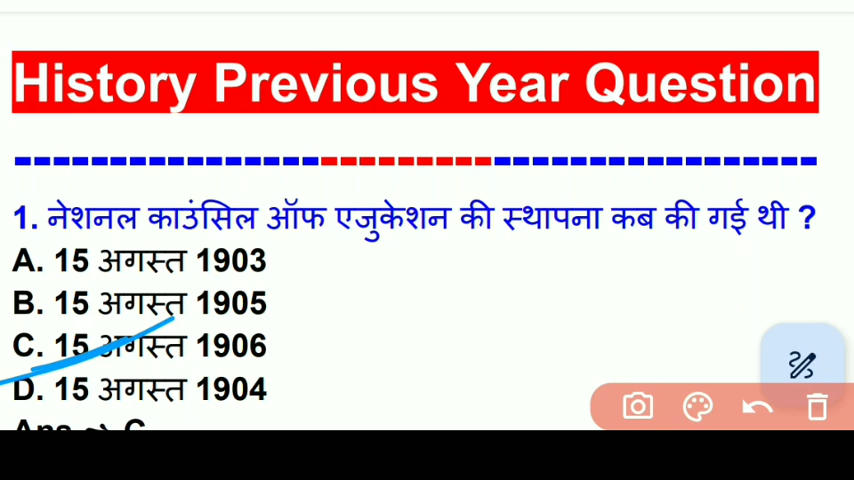 History Previous Year Question
1. नेशनल काउंसिल ऑफ एजुकेशन की स्थापना कब की गई थी ?
A. 15 अगस्त 1903
B. 15 अगस्त 1905
C. 15 अगस्त 1906
D. 15 अगस्त 1904